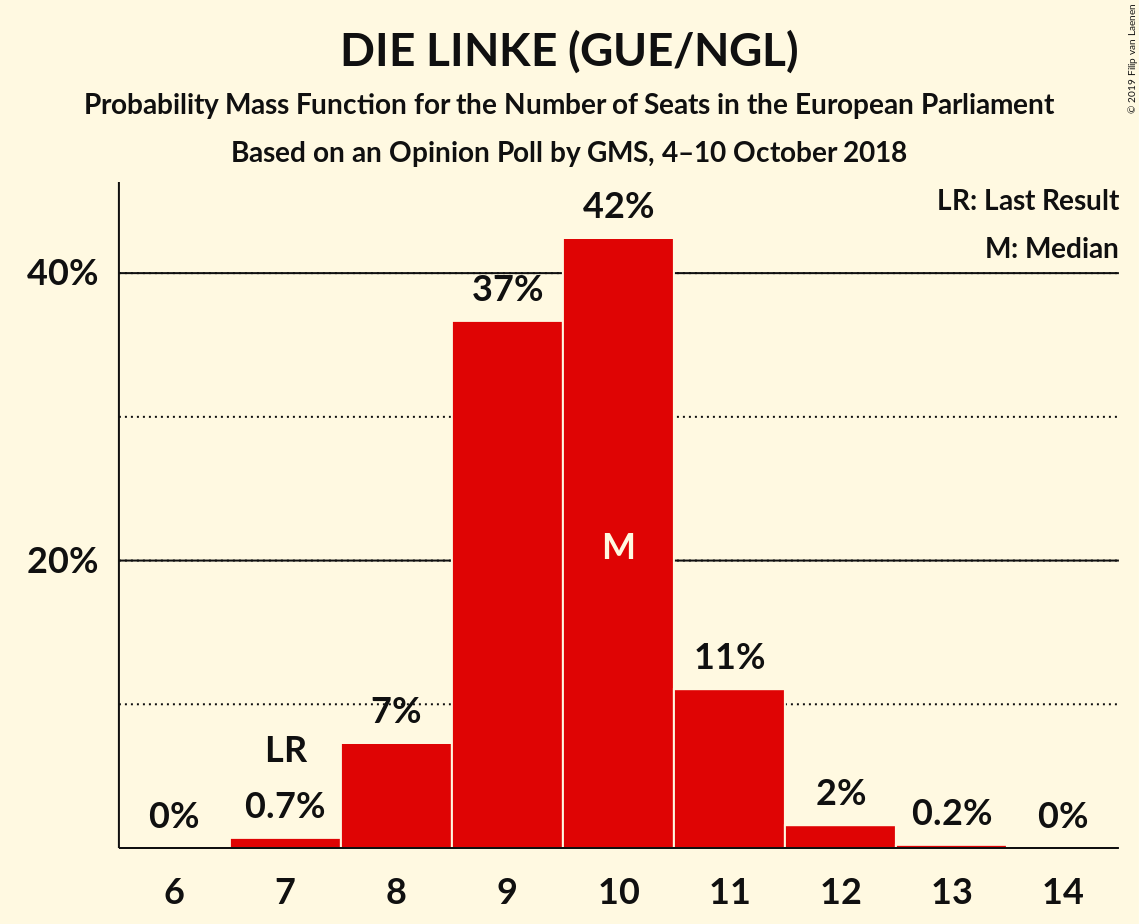 DIE LINKE (GUE/NGL)
Probability Mass Function for the Number of Seats in the European Parliament
Based on an Opinion Poll by GMS, 4–10 October 2018
© 2019 Filip van Laenen
LR: Last Result
M: Median
40%
20%
0%
LR
0.7%
7%
37%
42%
M
11%
2%
0.2%
0%
6 7 8 9 10 11 12 13 14